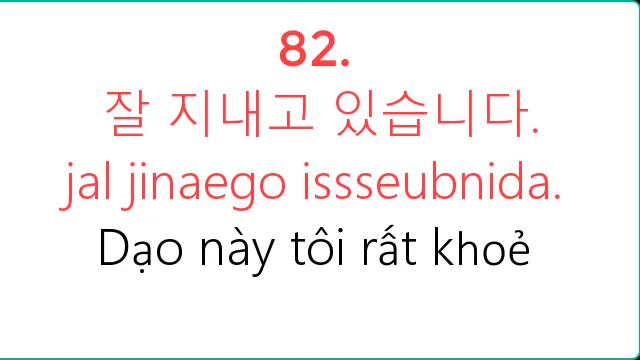 82.
잘 지내고 있습니다.
jal jinaego issseubnida.
Dạo này tôi rất khoẻ